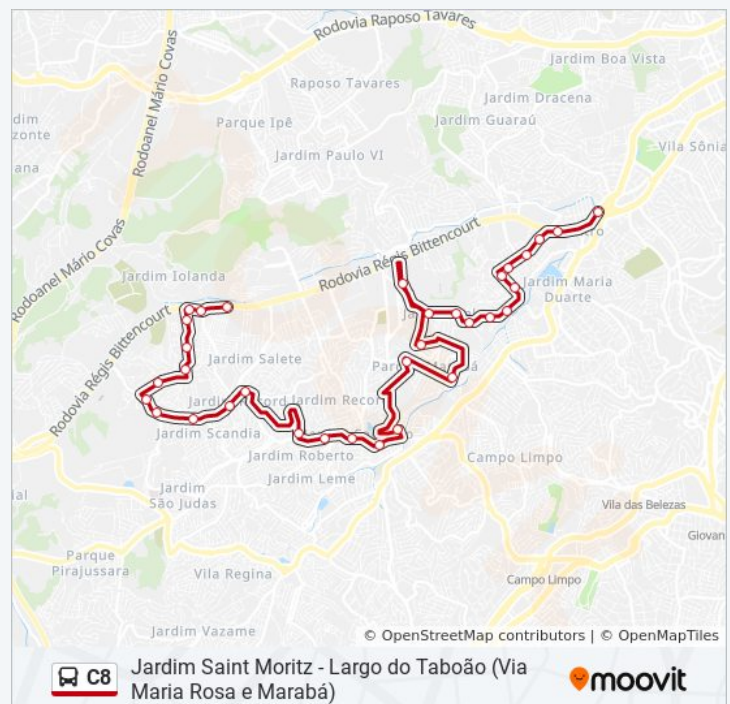 Rodovia Raposo Tavares
Jardim Boa Vista
Rodoanel Mário Covas
Raposo Tavares
Jardim Dracena
Parque Ipê
Jardim Guaraú
Vila Sônia
Jardim Paulo VI
Rodoanel Mário Covas
Rodovia Régis Bittencourt
Jardim Iolanda
Jardim Maria
Duarte
Rodovia Régis Bittencourt
Jardim Salete
Jardim Scandia
Jardim Roberto
Campo Limpo
Jardim Leme
Jardim
São Judas
Vila das Belezas
Giovan
Parque
Pirajussara
Vila Regina
Campo Limpo
Jardim Vazame
© OpenStreetMap contributors | © OpenMapTiles
C8
Jardim Saint Moritz - Largo do Taboão (Via
Maria Rosa e Marabá)
moovit